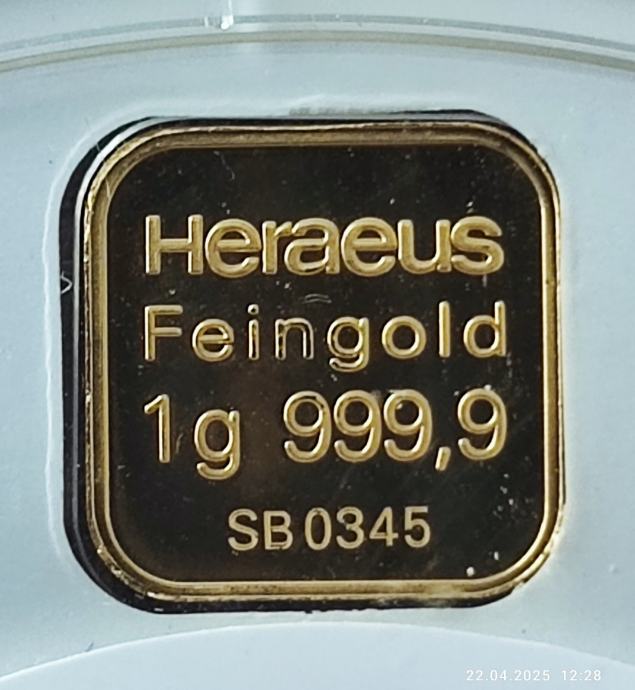 Heraeus
Feingold
1g 999,9
SB0345
22.04.2025 12:28